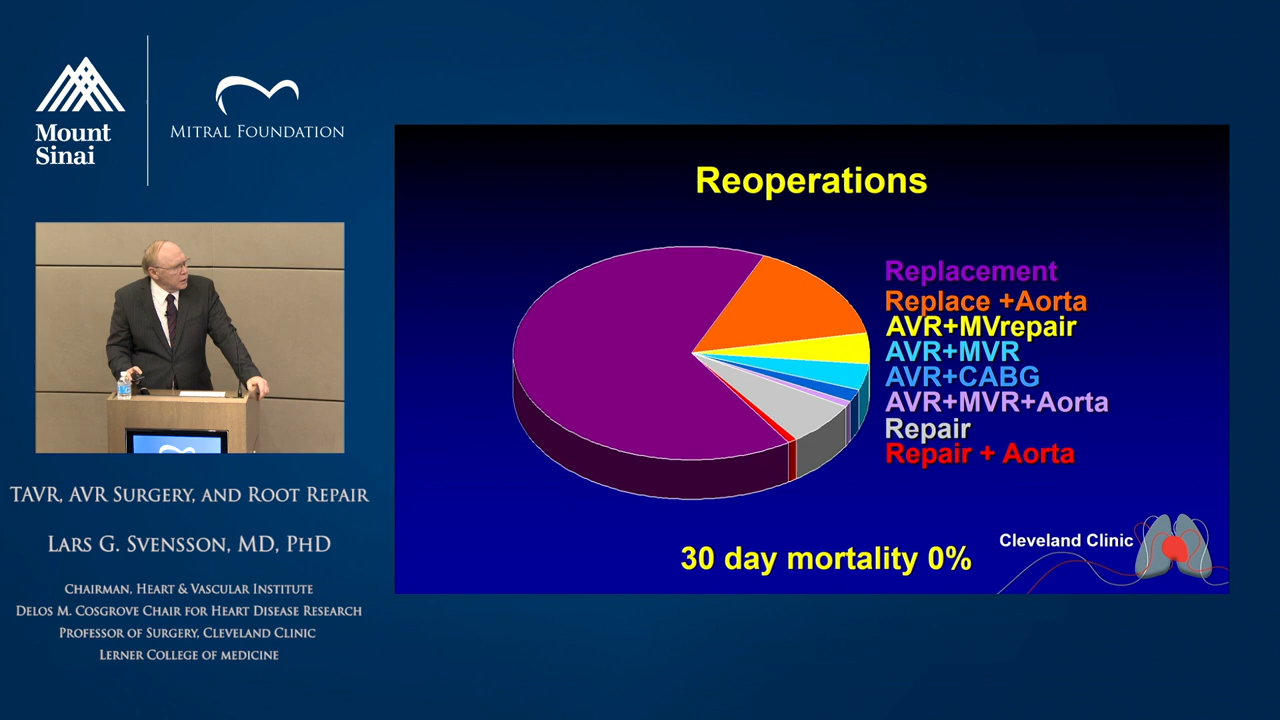 Mount
Sinai
Mitral Foundation
Reoperations
Replacement
Replace +Aorta
AVR+MVrepair
AVR+MVR
AVR+CABG
AVR+MVR+Aorta
Repair
Repair + Aorta
30 day mortality 0%
Cleveland Clinic
TAVR, AVR Surgery, and Root Repair
Lars G. Svensson, MD, PhD
Chairman, Heart & Vascular Institute
Delos M. Cosgrove Chair for Heart Disease Research
Professor of Surgery, Cleveland Clinic
Lerner College of medicine